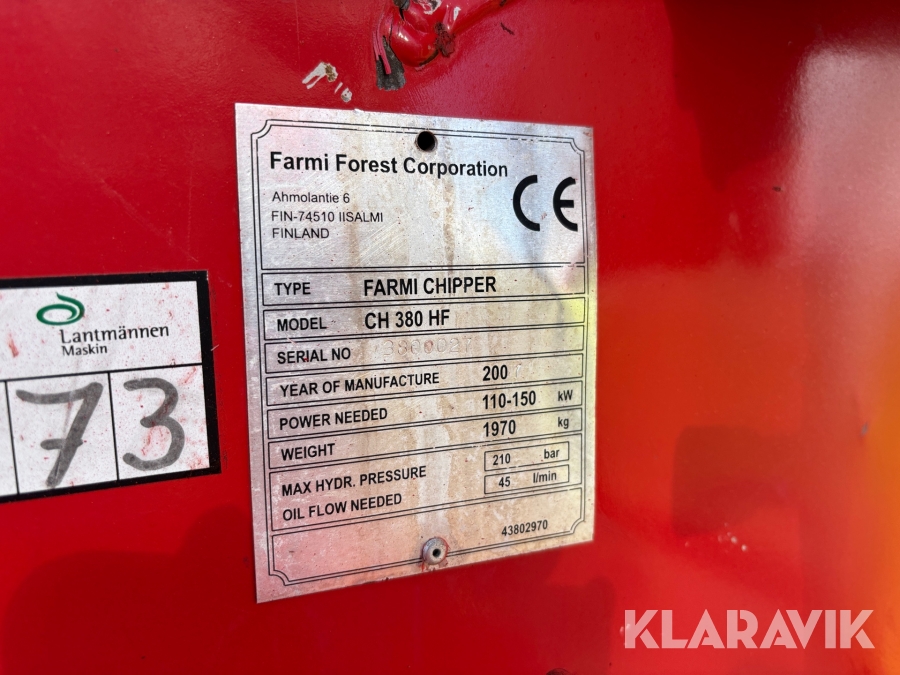 Farmi Forest Corporation
Ahmolantie 6
FIN-74510 IISALMI
FINLAND
CE
TYPE FARMI CHIPPER
MODEL CH 380 HF
SERIAL NO
YEAR OF MANUFACTURE 200
POWER NEEDED 110-150 kW
WEIGHT 1970 kg
MAX HYDR. PRESSURE 210 bar
OIL FLOW NEEDED 45 l/min
43802970
Lantmännen
Maskin
73
KLARAVIK